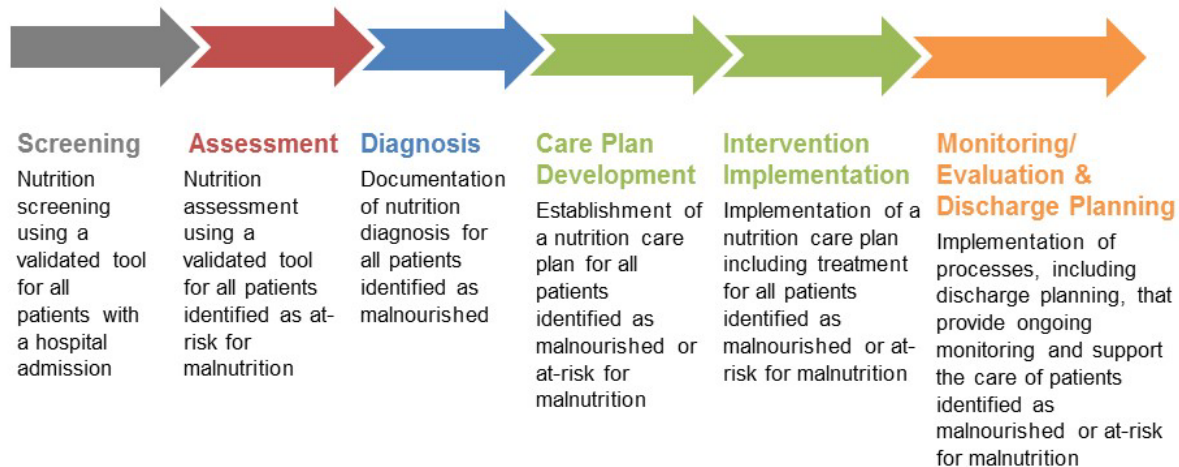 Screening
Nutrition
screening
using a
validated tool
for all
patients with
a hospital
admission
Assessment
Nutrition
assessment
using a
validated tool
for all patients
identified as at-
risk for
malnutrition
Diagnosis
Documentation
of nutrition
diagnosis for
all patients
identified as
malnourished
Care Plan
Development
Establishment of
a nutrition care
plan for all
patients
identified as
malnourished or
at-risk for
malnutrition
Intervention
Implementation
Implementation of a
nutrition care plan
including treatment
for all patients
identified as
malnourished or at-
risk for malnutrition
Monitoring/
Evaluation &
Discharge Planning
Implementation of
processes, including
discharge planning, that
provide ongoing
monitoring and support
the care of patients
identified as
malnourished or at-risk
for malnutrition